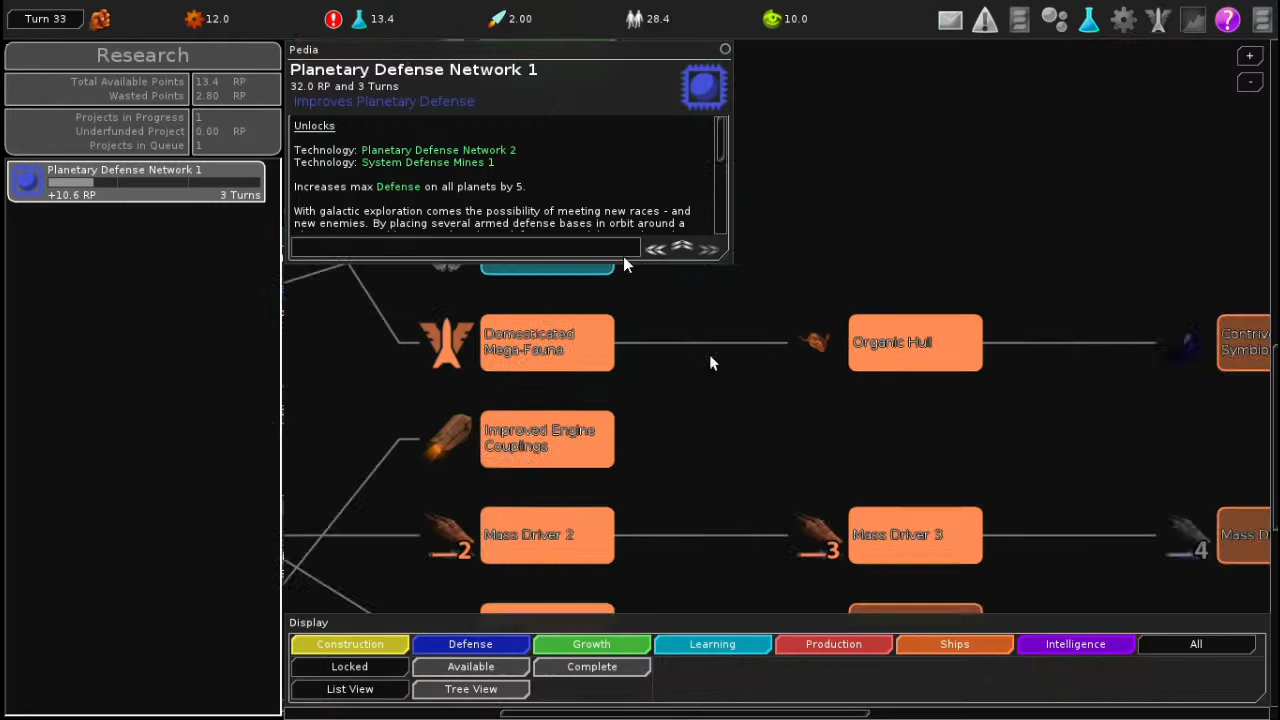 Turn 33
12.0
13.4
2.00
28.4
10.0
Research
Total Available Points 13.4 RP
Wasted Points 2.80 RP
Projects in Progress 1
Underfunded Project 0.00 RP
Projects in Queue 1
Planetary Defense Network 1
+10.6 RP 3 Turns
Pedia
Planetary Defense Network 1
32.0 RP and 3 Turns
Improves Planetary Defense
Unlocks
Technology: Planetary Defense Network 2
Technology: System Defense Mines 1
Increases max Defense on all planets by 5.
With galactic exploration comes the possibility of meeting new races - and
new enemies. By placing several armed defense bases in orbit around a
+
-
Domesticated
Mega-Fauna
Organic Hull
Contriv
Symbio
Improved Engine
Couplings
2
Mass Driver 2
3
Mass Driver 3
4
Mass D
Display
Construction Defense Growth Learning Production Ships Intelligence All
Locked Available Complete
List View Tree View